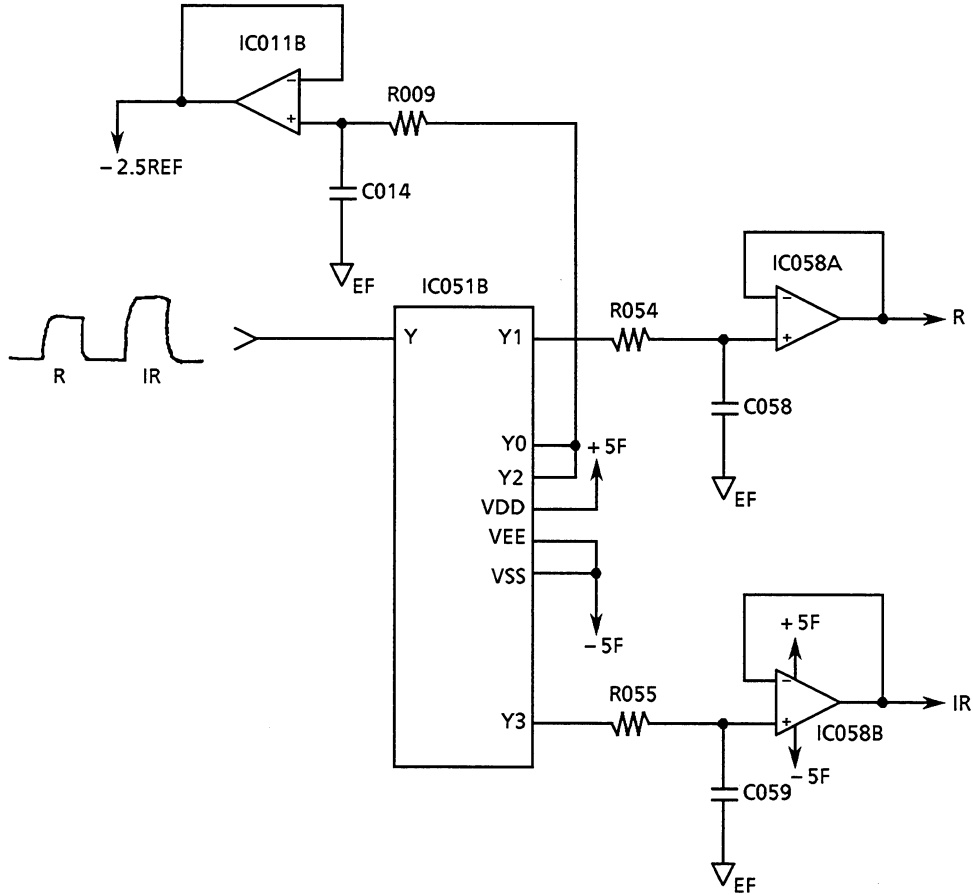 IC011B
−
+
R009
− 2.5REF
C014
EF
IC051B
R
IR
Y
Y1
R054
IC058A
−
+
R
C058
EF
Y0
Y2
VDD
VEE
VSS
+ 5F
− 5F
Y3
R055
+ 5F
−
+
IC058B
− 5F
IR
C059
EF